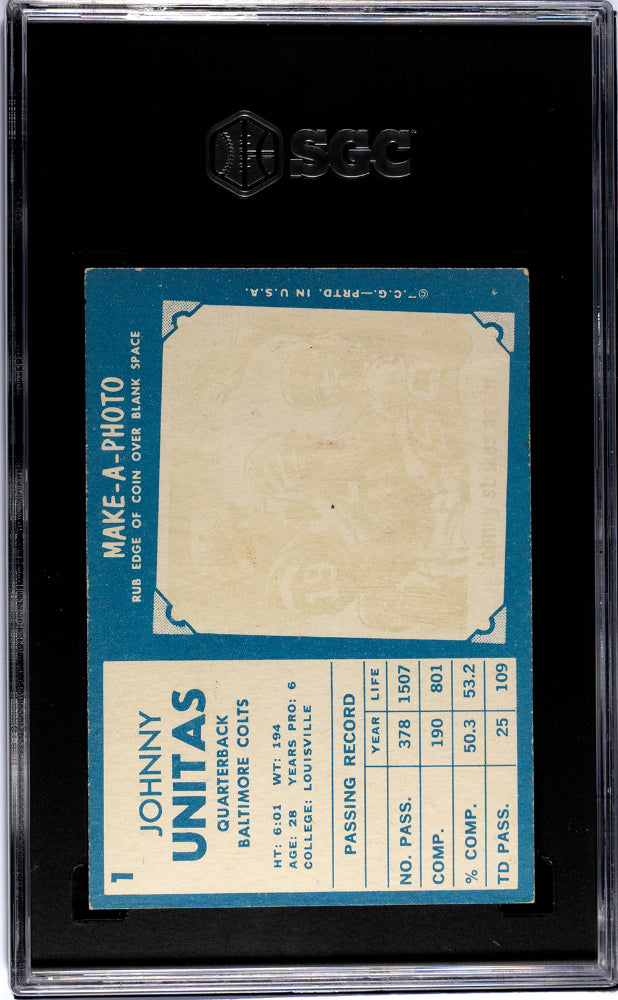 SGC
1
JOHNNY
UNITAS
QUARTERBACK
BALTIMORE COLTS
HT: 6:01 WT: 194
AGE: 28 YEARS PRO: 6
COLLEGE: LOUISVILLE
PASSING RECORD
YEAR LIFE
NO. PASS. 378 1507
COMP. 190 801
% COMP. 50.3 53.2
TD PASS. 25 109
MAKE-A-PHOTO
RUB EDGE OF COIN OVER BLANK SPACE
© T.C.G.—PRTD. IN U.S.A.